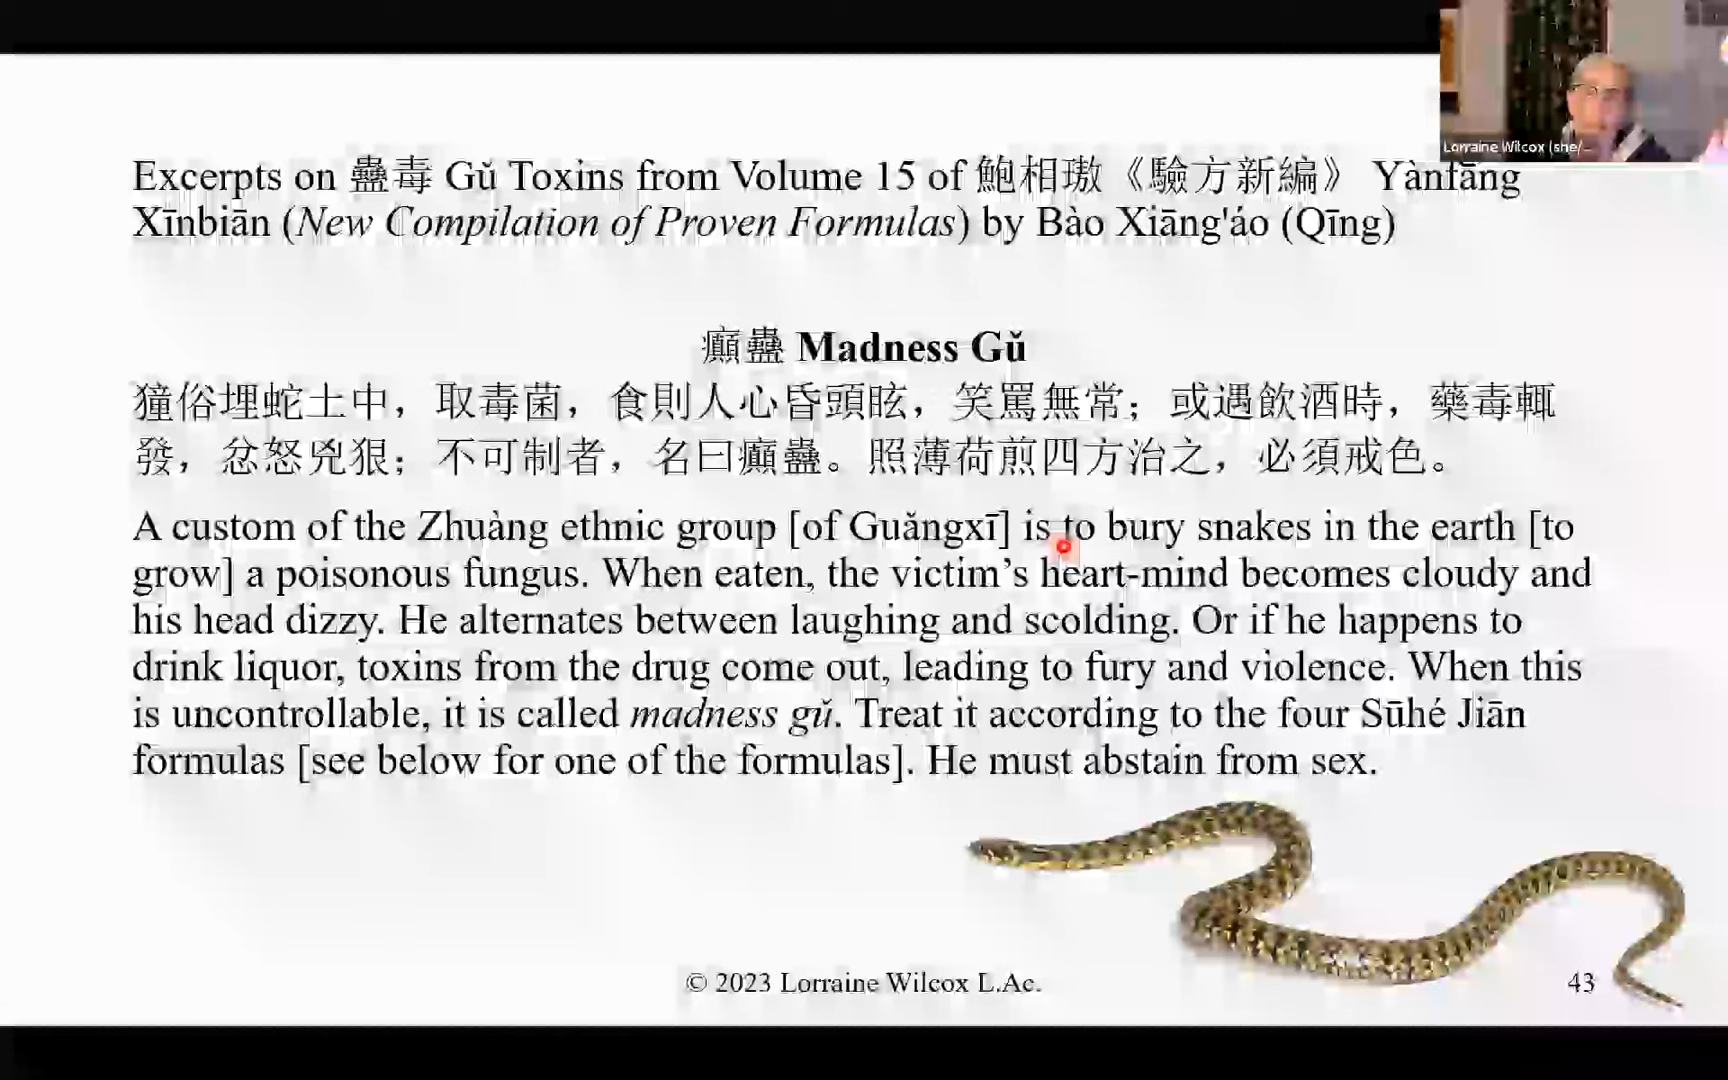 Lorraine Wilcox (she/...
Excerpts on 蠱毒 Gŭ Toxins from Volume 15 of 鮑相璈《驗方新編》 Yànfāng
Xīnbiān (New Compilation of Proven Formulas) by Bào Xiāng'áo (Qīng)
癲蠱 Madness Gŭ
獞俗埋蛇土中，取毒菌，食則人心昏頭眩，笑罵無常；或遇飲酒時，藥毒輒
發，忿怒兇狠；不可制者，名曰癲蠱。照薄荷煎四方治之，必須戒色。
A custom of the Zhuàng ethnic group [of Guăngxī] is to bury snakes in the earth [to
grow] a poisonous fungus. When eaten, the victim’s heart-mind becomes cloudy and
his head dizzy. He alternates between laughing and scolding. Or if he happens to
drink liquor, toxins from the drug come out, leading to fury and violence. When this
is uncontrollable, it is called madness gŭ. Treat it according to the four Sūhé Jiān
formulas [see below for one of the formulas]. He must abstain from sex.
© 2023 Lorraine Wilcox L.Ac.
43